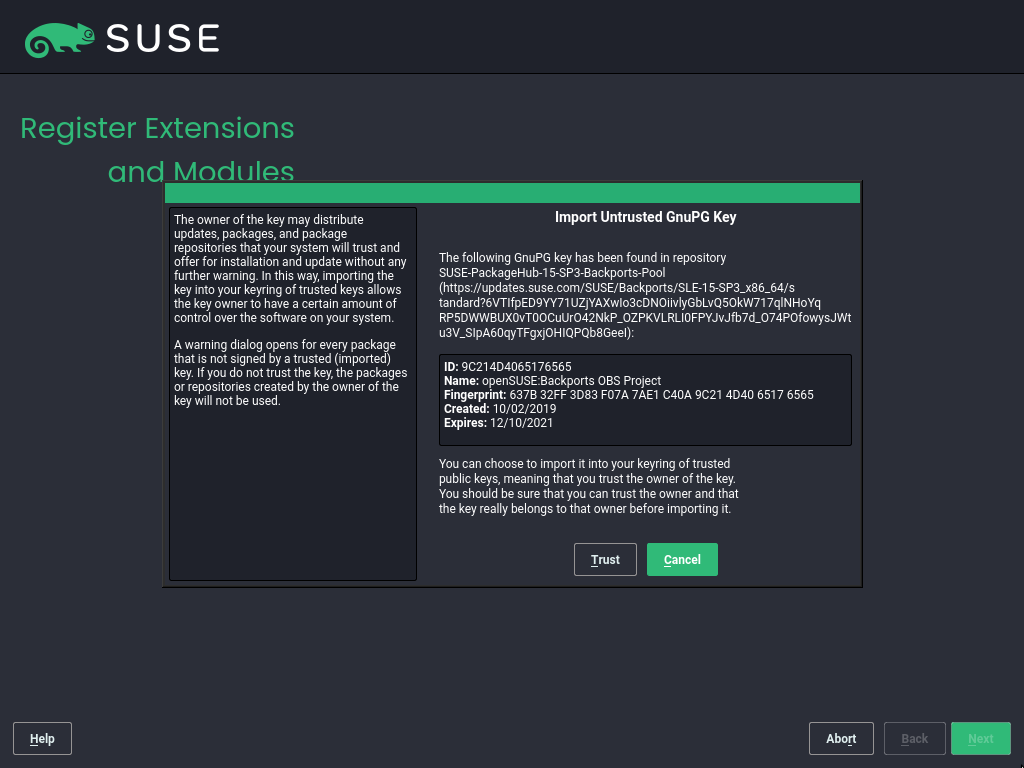 SUSE
Register Extensions
and Modules
The owner of the key may distribute
updates, packages, and package
repositories that your system will trust and
offer for installation and update without any
further warning. In this way, importing the
key into your keyring of trusted keys allows
the key owner to have a certain amount of
control over the software on your system.
A warning dialog opens for every package
that is not signed by a trusted (imported)
key. If you do not trust the key, the packages
or repositories created by the owner of the
key will not be used.
Import Untrusted GnuPG Key
The following GnuPG key has been found in repository
SUSE-PackageHub-15-SP3-Backports-Pool
(https://updates.suse.com/SUSE/Backports/SLE-15-SP3_x86_64/s
tandard?6VTIfpED9YY71UZjYAXwIo3cDNOiivlyGbLvQ5OkW717qlNHoYq
RP5DWWBUX0vT0OCuUrO42NkP_OZPKVLRLI0FPYJvJfb7d_O74POfowysJWt
u3V_SIpA60qyTFgxjOHIQPQb8GeeI):
ID: 9C214D4065176565
Name: openSUSE:Backports OBS Project
Fingerprint: 637B 32FF 3D83 F07A 7AE1 C40A 9C21 4D40 6517 6565
Created: 10/02/2019
Expires: 12/10/2021
You can choose to import it into your keyring of trusted
public keys, meaning that you trust the owner of the key.
You should be sure that you can trust the owner and that
the key really belongs to that owner before importing it.
Trust
Cancel
Help
Abort
Back
Next